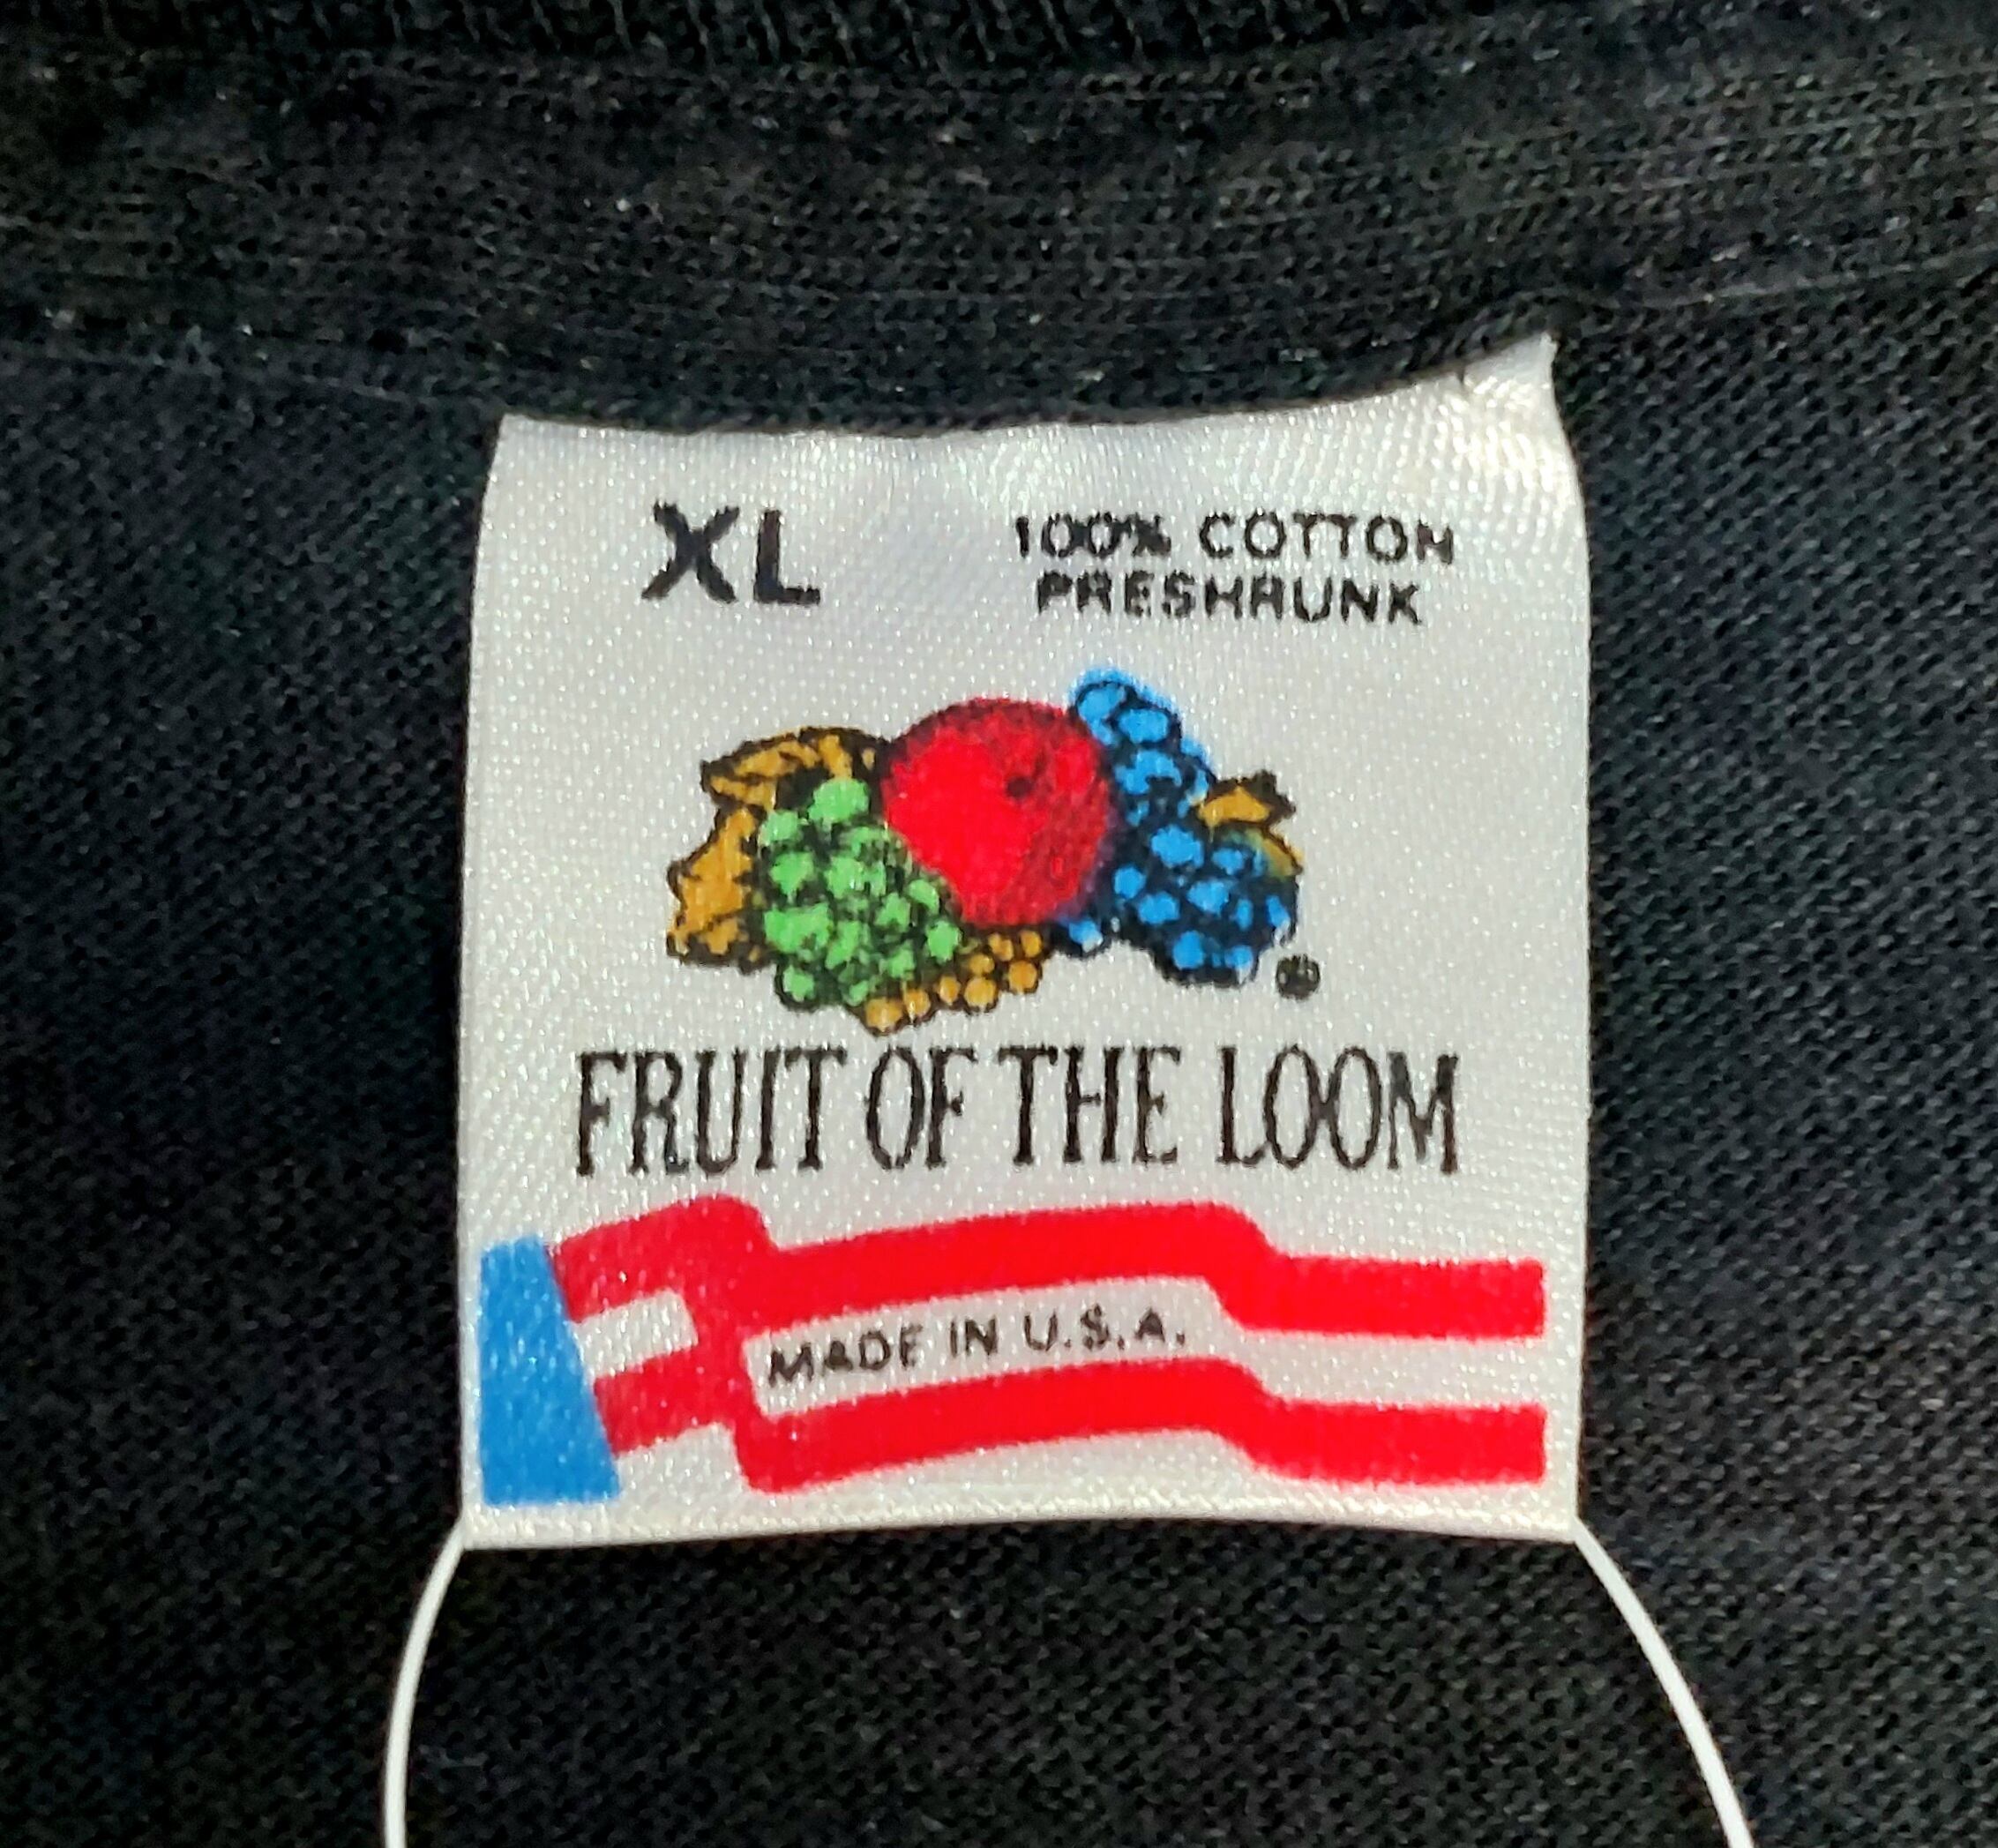 XL
100% COTTON
PRESHRUNK
®
FRUIT OF THE LOOM
MADE IN U.S.A.